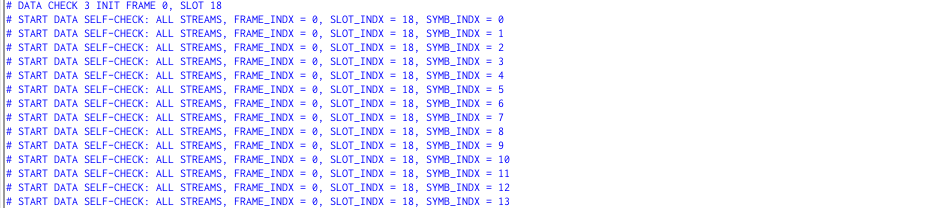 # DATA CHECK 3 INIT FRAME 0, SLOT 18
# START DATA SELF-CHECK: ALL STREAMS, FRAME_INDX = 0, SLOT_INDX = 18, SYMB_INDX = 0
# START DATA SELF-CHECK: ALL STREAMS, FRAME_INDX = 0, SLOT_INDX = 18, SYMB_INDX = 1
# START DATA SELF-CHECK: ALL STREAMS, FRAME_INDX = 0, SLOT_INDX = 18, SYMB_INDX = 2
# START DATA SELF-CHECK: ALL STREAMS, FRAME_INDX = 0, SLOT_INDX = 18, SYMB_INDX = 3
# START DATA SELF-CHECK: ALL STREAMS, FRAME_INDX = 0, SLOT_INDX = 18, SYMB_INDX = 4
# START DATA SELF-CHECK: ALL STREAMS, FRAME_INDX = 0, SLOT_INDX = 18, SYMB_INDX = 5
# START DATA SELF-CHECK: ALL STREAMS, FRAME_INDX = 0, SLOT_INDX = 18, SYMB_INDX = 6
# START DATA SELF-CHECK: ALL STREAMS, FRAME_INDX = 0, SLOT_INDX = 18, SYMB_INDX = 7
# START DATA SELF-CHECK: ALL STREAMS, FRAME_INDX = 0, SLOT_INDX = 18, SYMB_INDX = 8
# START DATA SELF-CHECK: ALL STREAMS, FRAME_INDX = 0, SLOT_INDX = 18, SYMB_INDX = 9
# START DATA SELF-CHECK: ALL STREAMS, FRAME_INDX = 0, SLOT_INDX = 18, SYMB_INDX = 10
# START DATA SELF-CHECK: ALL STREAMS, FRAME_INDX = 0, SLOT_INDX = 18, SYMB_INDX = 11
# START DATA SELF-CHECK: ALL STREAMS, FRAME_INDX = 0, SLOT_INDX = 18, SYMB_INDX = 12
# START DATA SELF-CHECK: ALL STREAMS, FRAME_INDX = 0, SLOT_INDX = 18, SYMB_INDX = 13